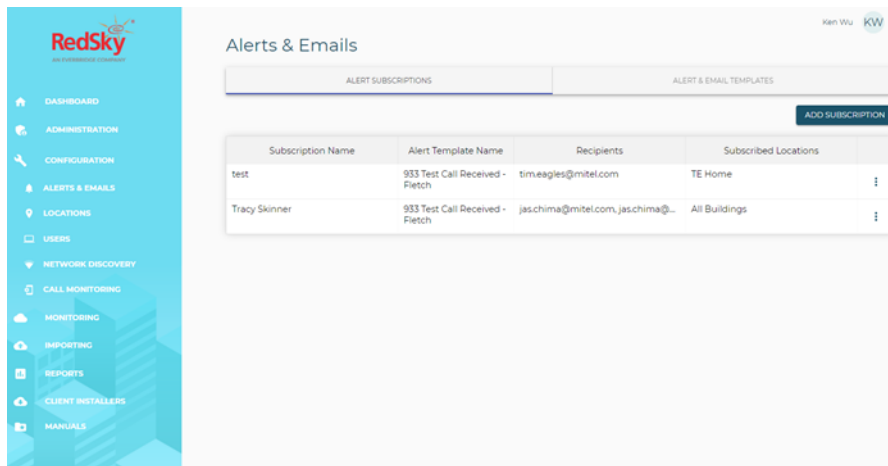 RedSky
AN EVERBRIDGE COMPANY
Ken Wu KW
Alerts & Emails
ALERT SUBSCRIPTIONS
ALERT & EMAIL TEMPLATES
ADD SUBSCRIPTION
DASHBOARD
ADMINISTRATION
CONFIGURATION
ALERTS & EMAILS
LOCATIONS
USERS
NETWORK DISCOVERY
CALL MONITORING
MONITORING
IMPORTING
REPORTS
CLIENT INSTALLERS
MANUALS
Subscription Name Alert Template Name Recipients Subscribed Locations
test 933 Test Call Received - tim.eagles@mitel.com TE Home
Fletch
Tracy Skinner 933 Test Call Received - jas.chima@mitel.com, jas.chima@... All Buildings
Fletch